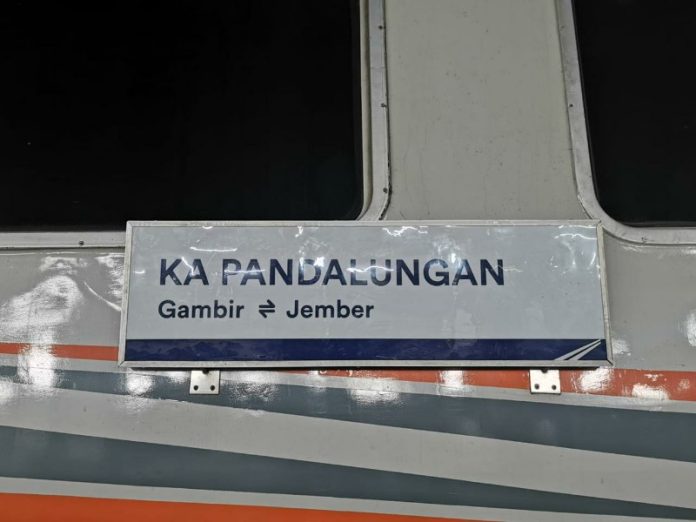 KA PANDALUNGAN
Gambir ⇌ Jember